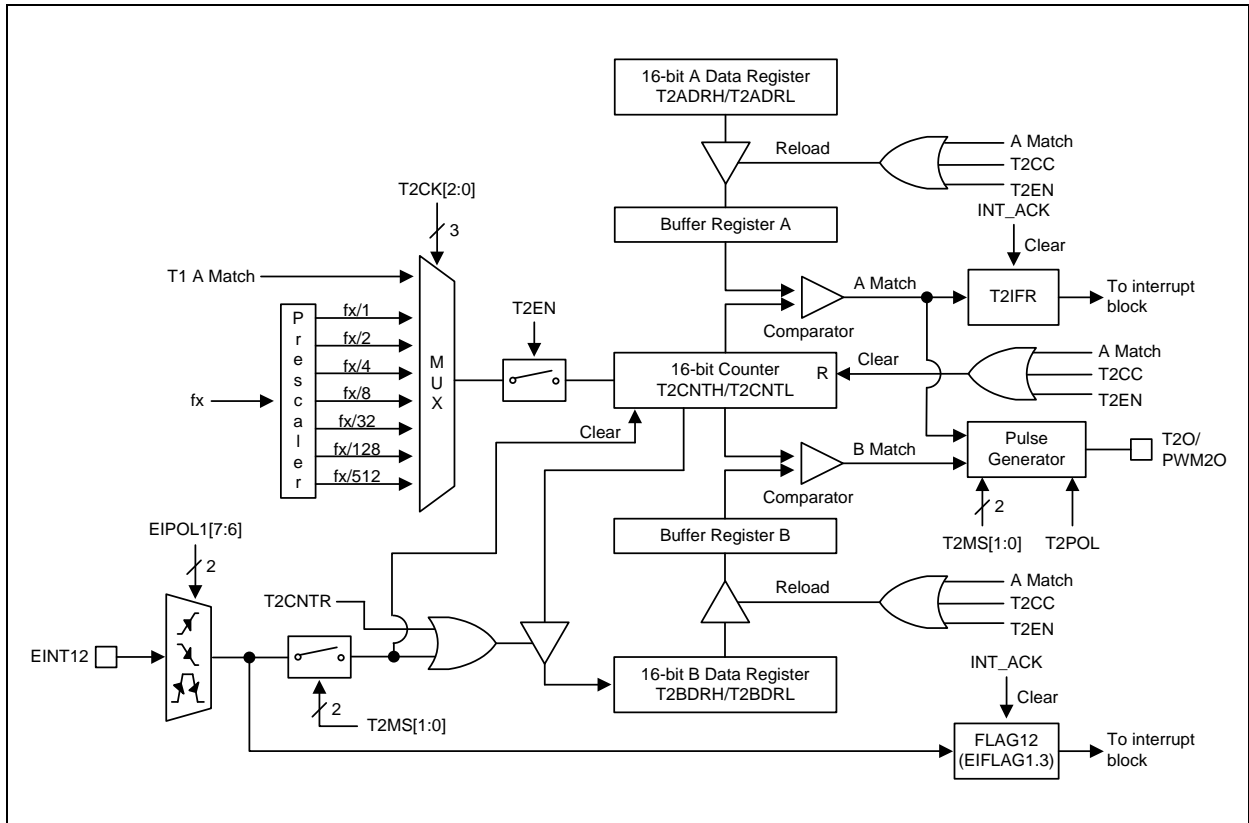 16-bit A Data Register
T2ADRH/T2ADRL
Reload
A Match
T2CC
T2EN
T2CK[2:0]
3
Buffer Register A
INT_ACK
Clear
T1 A Match
A Match
T2IFR
To interrupt
block
Comparator
Prescaler
fx/1
fx/2
fx/4
fx/8
fx/32
fx/128
fx/512
fx
MUX
T2EN
16-bit Counter
T2CNTH/T2CNTL
R
Clear
A Match
T2CC
T2EN
Clear
B Match
Comparator
Pulse
Generator
T2O/
PWM2O
2
T2MS[1:0]
T2POL
Buffer Register B
EIPOL1[7:6]
2
Reload
A Match
T2CC
T2EN
T2CNTR
EINT12
2
T2MS[1:0]
16-bit B Data Register
T2BDRH/T2BDRL
INT_ACK
Clear
FLAG12
(EIFLAG1.3)
To interrupt
block